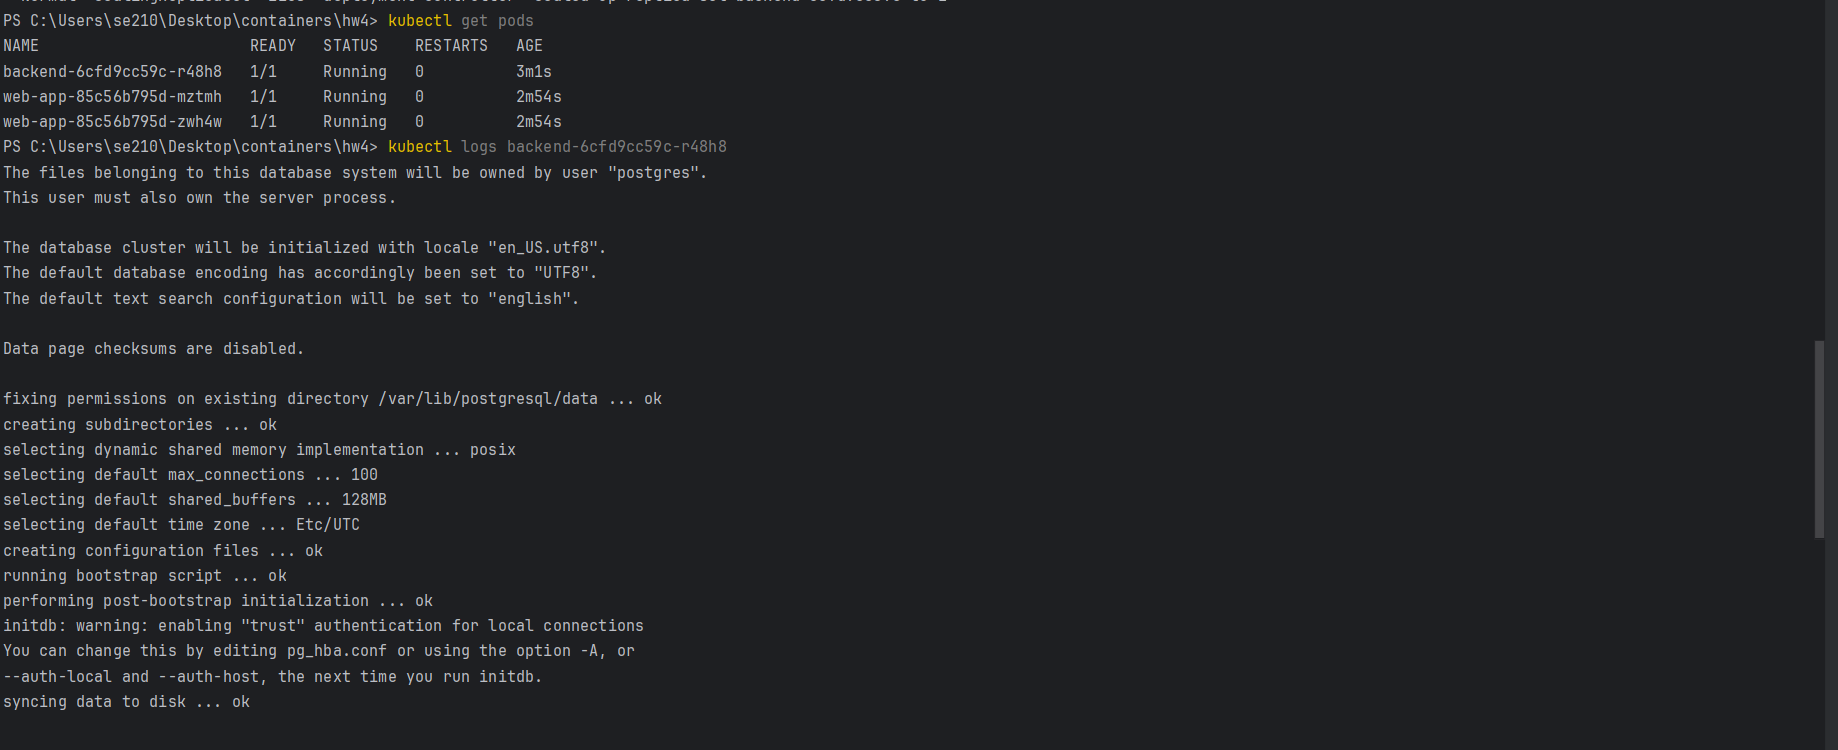 PS C:\Users\se210\Desktop\containers\hw4> kubectl get pods
NAME                       READY   STATUS    RESTARTS   AGE
backend-6cfd9cc59c-r48h8   1/1     Running   0          3m1s
web-app-85c56b795d-mztmh   1/1     Running   0          2m54s
web-app-85c56b795d-zwh4w   1/1     Running   0          2m54s
PS C:\Users\se210\Desktop\containers\hw4> kubectl logs backend-6cfd9cc59c-r48h8
The files belonging to this database system will be owned by user "postgres".
This user must also own the server process.

The database cluster will be initialized with locale "en_US.utf8".
The default database encoding has accordingly been set to "UTF8".
The default text search configuration will be set to "english".

Data page checksums are disabled.

fixing permissions on existing directory /var/lib/postgresql/data ... ok
creating subdirectories ... ok
selecting dynamic shared memory implementation ... posix
selecting default max_connections ... 100
selecting default shared_buffers ... 128MB
selecting default time zone ... Etc/UTC
creating configuration files ... ok
running bootstrap script ... ok
performing post-bootstrap initialization ... ok
initdb: warning: enabling "trust" authentication for local connections
You can change this by editing pg_hba.conf or using the option -A, or
--auth-local and --auth-host, the next time you run initdb.
syncing data to disk ... ok